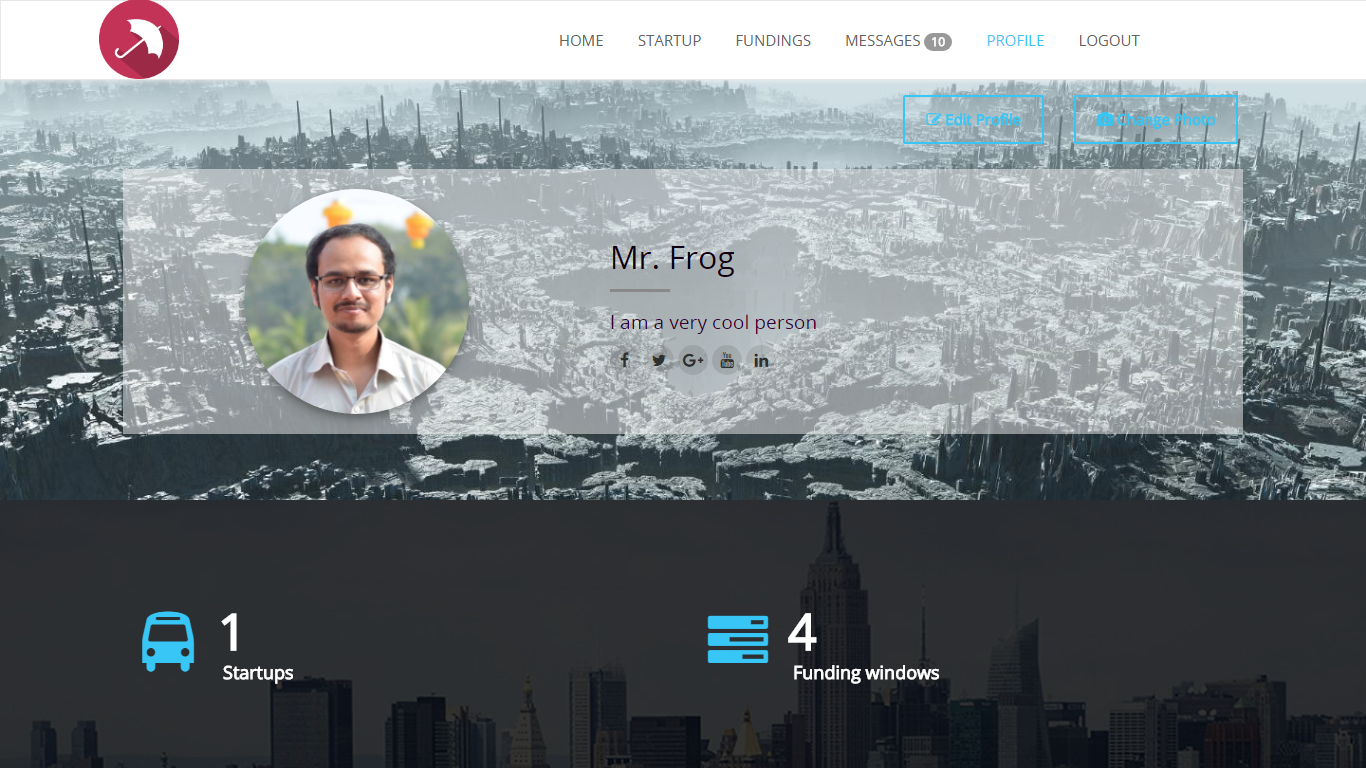 HOME STARTUP FUNDINGS MESSAGES 10 PROFILE LOGOUT
Edit Profile Change Photo
Mr. Frog
I am a very cool person
You
Tube
1
Startups
4
Funding windows